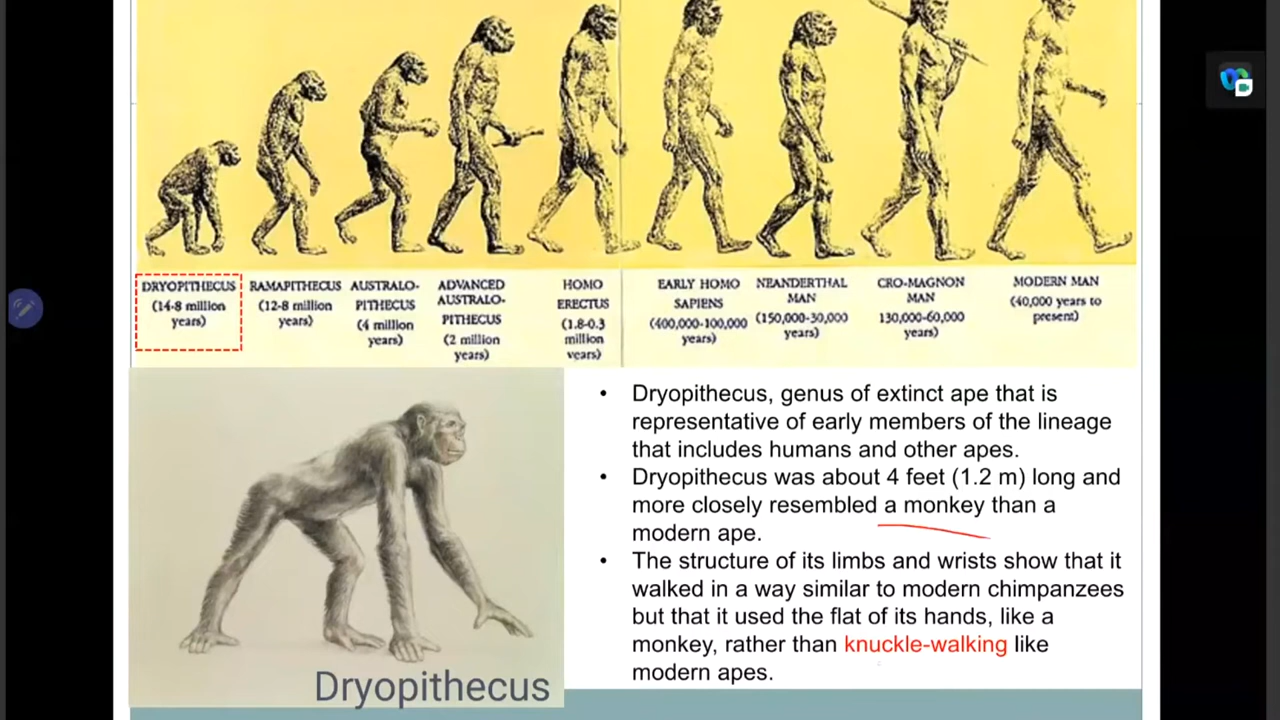 DRYOPITHECUS
(14-8 million
years)
RAMAPITHECUS
(12-8 million
years)
AUSTRALO-
PITHECUS
(4 million
years)
ADVANCED
AUSTRALO-
PITHECUS
(2 million
years)
HOMO
ERECTUS
(1.8-0.3
million
years)
EARLY HOMO
SAPIENS
(400,000-100,000
years)
NEANDERTHAL
MAN
(150,000-30,000
years)
CRO-MAGNON
MAN
130,000-60,000
years)
MODERN MAN
(40,000 years to
present)
• Dryopithecus, genus of extinct ape that is
representative of early members of the lineage
that includes humans and other apes.
• Dryopithecus was about 4 feet (1.2 m) long and
more closely resembled a monkey than a
modern ape.
• The structure of its limbs and wrists show that it
walked in a way similar to modern chimpanzees
but that it used the flat of its hands, like a
monkey, rather than knuckle-walking like
modern apes.
Dryopithecus